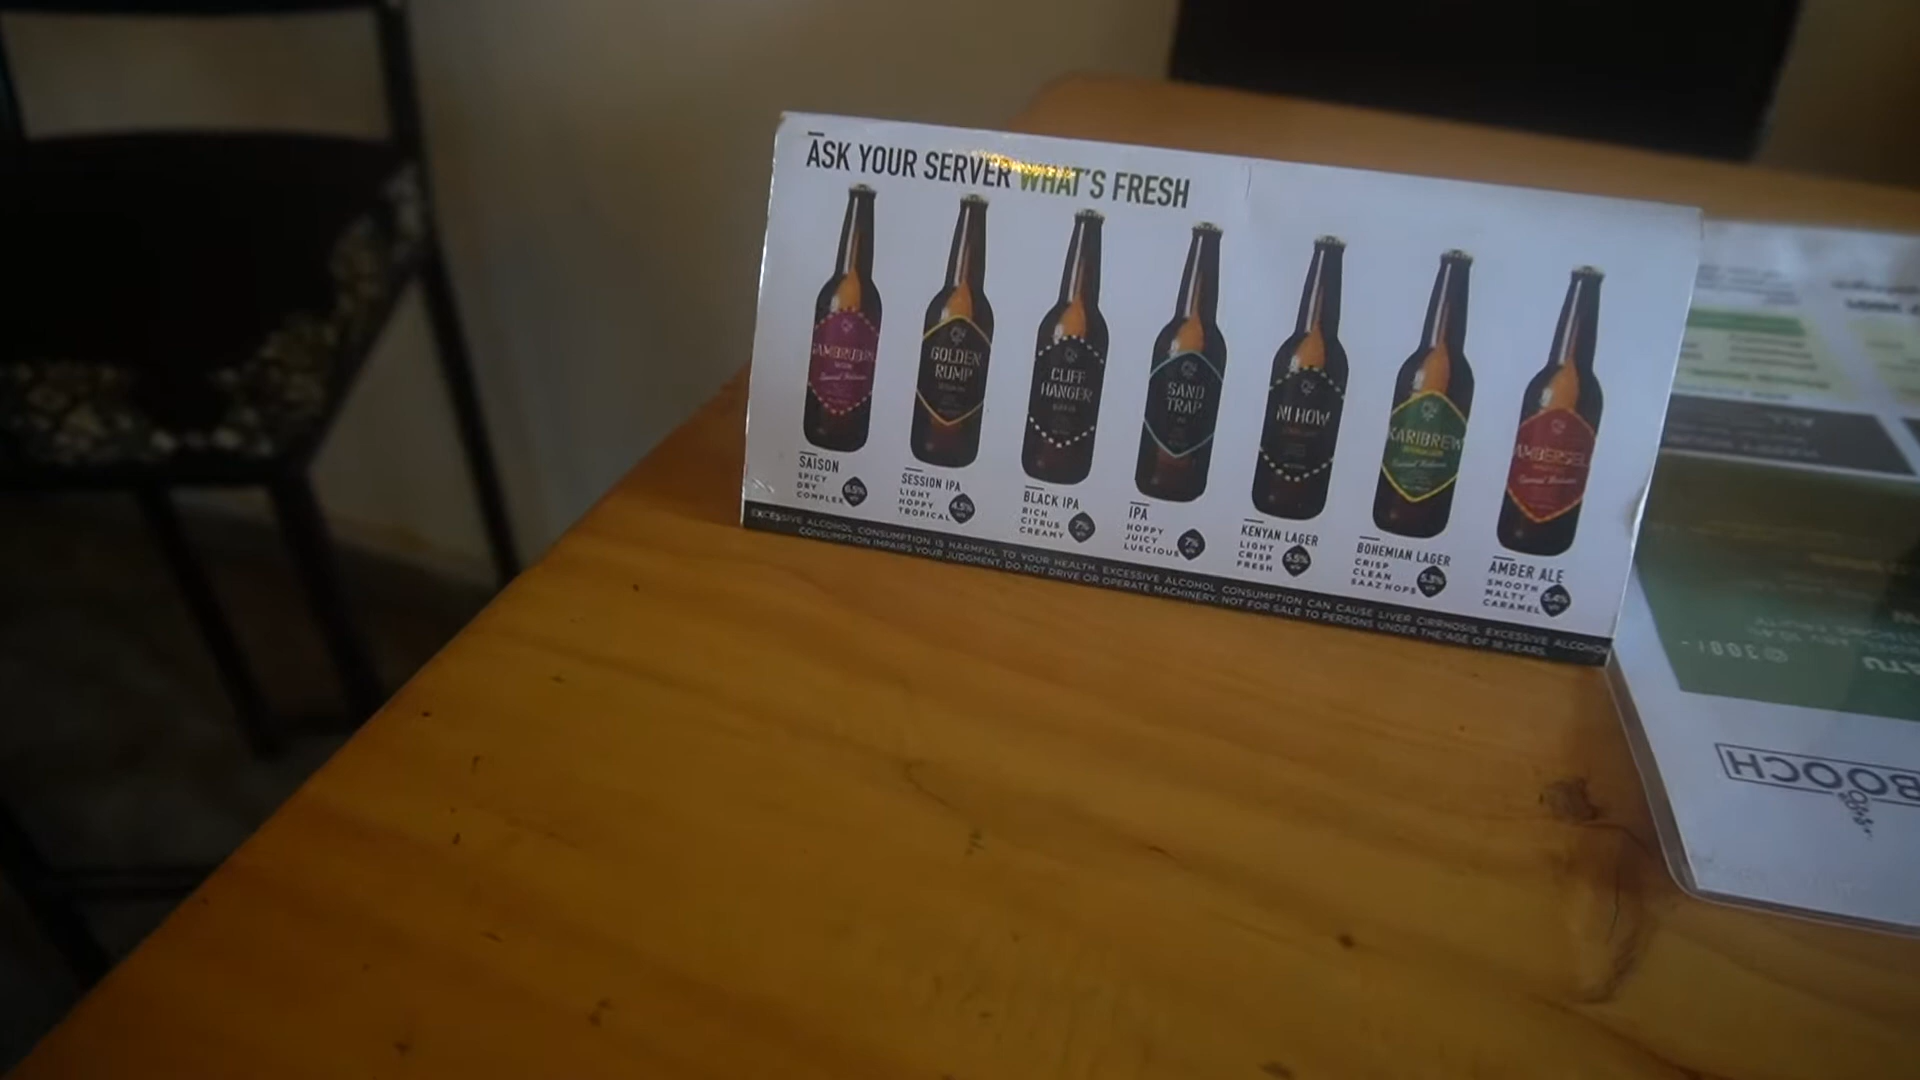 ASK YOUR SERVER WHAT'S FRESH
GOLDEN
RUMP
CLIFF
HANGER
SAND
TRAP
NI HOW
KARIBREW
Special Release
SAISON
SPICY
DRY
COMPLEX
6.5%
SESSION IPA
LIGHT
HOPPY
TROPICAL
4.5%
BLACK IPA
RICH
CITRUS
CREAMY
7%
IPA
HOPPY
JUICY
LUSCIOUS
7%
KENYAN LAGER
LIGHT
CRISP
FRESH
5.5%
BOHEMIAN LAGER
CRISP
CLEAN
SAAZ HOPS
5.3%
AMBER ALE
SMOOTH
MALTY
CARAMEL
5.4%
EXCESSIVE ALCOHOL CONSUMPTION IS HARMFUL TO YOUR HEALTH. EXCESSIVE ALCOHOL CONSUMPTION CAN CAUSE LIVER CIRRHOSIS. EXCESSIVE ALCOHOL
CONSUMPTION IMPAIRS YOUR JUDGMENT, DO NOT DRIVE OR OPERATE MACHINERY. NOT FOR SALE TO PERSONS UNDER THE AGE OF 18 YEARS.
@300/-
BOOCH